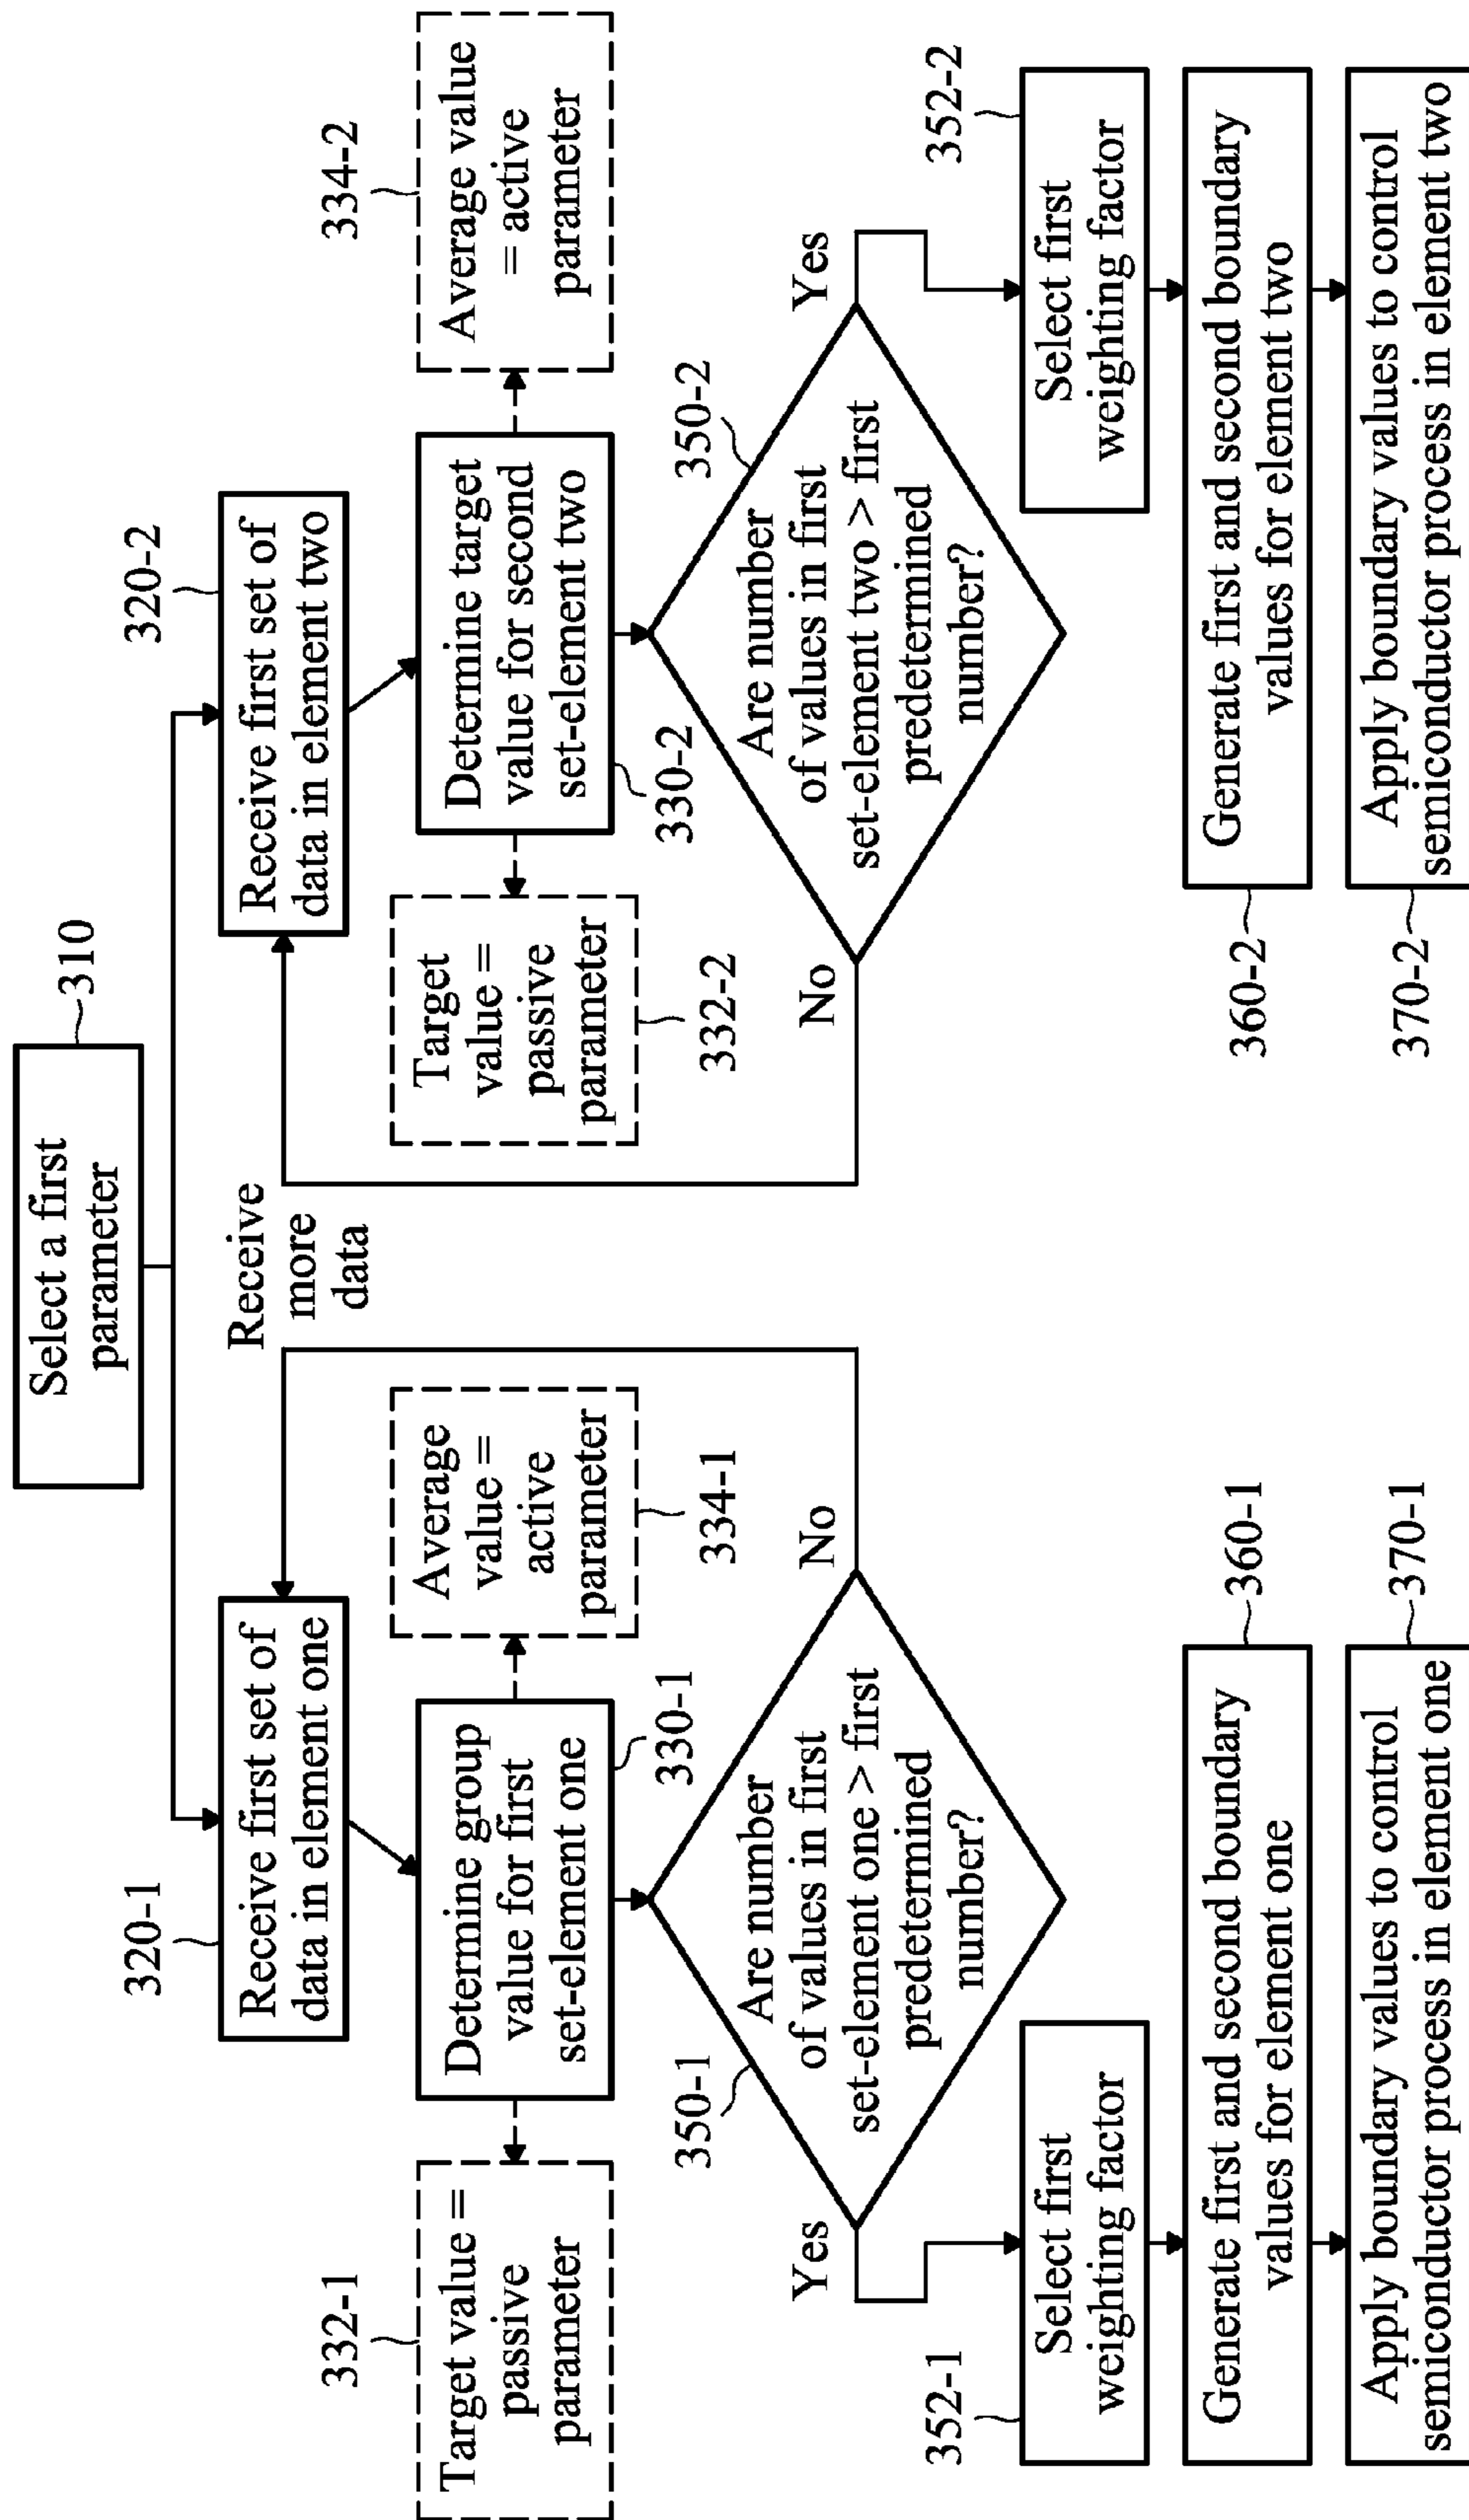 Select a first
parameter
310
320-1
Receive first set of
data in element one
Receive
more
data
320-2
Receive first set of
data in element two
332-1
Target value =
passive
parameter
Determine group
value for first
set-element one
330-1
Average
value =
active
parameter
334-1
Target
value =
passive
parameter
332-2
Determine target
value for second
set-element two
330-2
334-2
Average value
= active
parameter
350-1
Are number
of values in first
set-element one > first
predetermined
number?
Yes
No
350-2
Are number
of values in first
set-element two > first
predetermined
number?
No
Yes
352-1
Select first
weighting factor
352-2
Select first
weighting factor
Generate first and second boundary
values for element one
360-1
360-2
Generate first and second boundary
values for element two
Apply boundary values to control
semiconductor process in element one
370-1
370-2
Apply boundary values to control
semiconductor process in element two